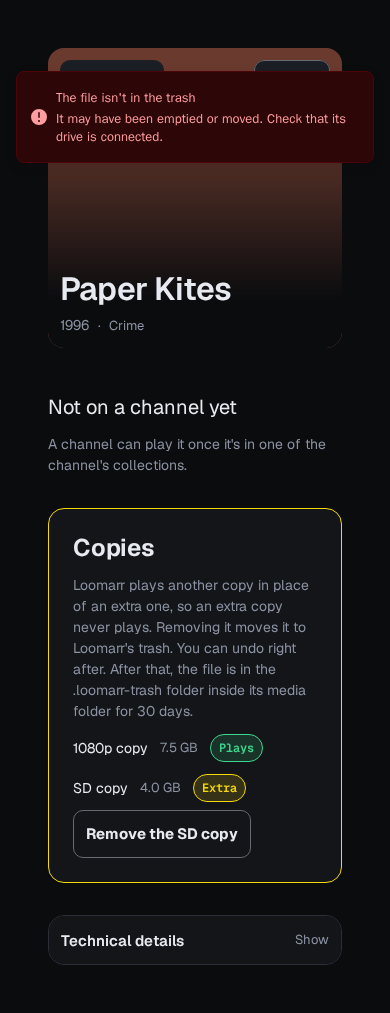 The file isn't in the trash
It may have been emptied or moved. Check that its
drive is connected.
Paper Kites
1996 · Crime
Not on a channel yet
A channel can play it once it's in one of the
channel's collections.
Copies
Loomarr plays another copy in place
of an extra one, so an extra copy
never plays. Removing it moves it to
Loomarr's trash. You can undo right
after. After that, the file is in the
.loomarr-trash folder inside its media
folder for 30 days.
1080p copy 7.5 GB Plays
SD copy 4.0 GB Extra
Remove the SD copy
Technical details Show